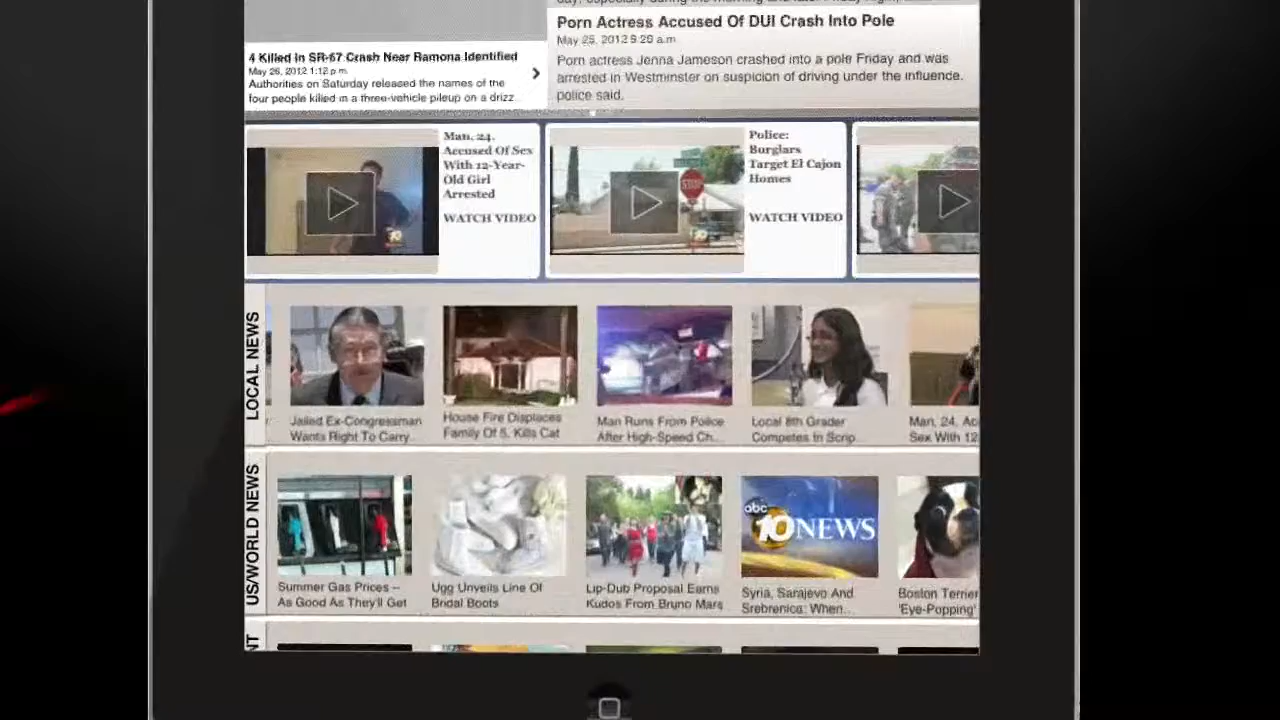 Porn Actress Accused Of DUI Crash Into Pole
May 25, 2012 9:20 a.m.
Porn actress Jenna Jameson crashed into a pole Friday and was
arrested in Westminster on suspicion of driving under the influence,
police said.
4 Killed In SR-67 Crash Near Ramona Identified
May 26, 2012 1:12 p.m.
Authorities on Saturday released the names of the
four people killed in a three-vehicle pileup on a drizz
Man, 24,
Accused Of Sex
With 12-Year-
Old Girl
Arrested
WATCH VIDEO
Police:
Burglars
Target El Cajon
Homes
WATCH VIDEO
STOP
10
10
LOCAL NEWS
Jailed Ex-Congressman
Wants Right To Carry...
House Fire Displaces
Family Of 5, Kills Cat
Man Runs From Police
After High-Speed Ch...
Local 8th Grader
Competes In Scrip...
Man, 24, Ac
Sex With 12
US/WORLD NEWS
Summer Gas Prices --
As Good As They'll Get
Ugg Unveils Line Of
Bridal Boots
Lip-Dub Proposal Earns
Kudos From Bruno Mars
abc
10 NEWS
Syria, Sarajevo And
Srebrenica: When...
Boston Terrier
'Eye-Popping'
NT